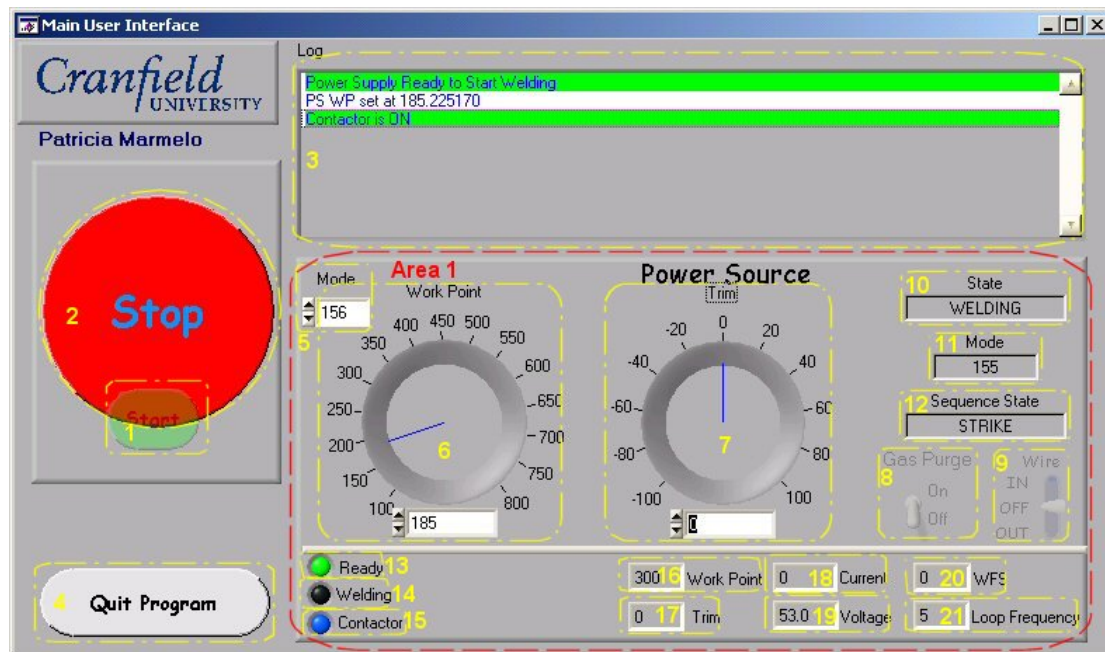 Main User Interface
Cranfield
UNIVERSITY
Patricia Marmelo
Log
Power Supply Ready to Start Welding
PS WP set at 185.225170
Contactor is ON
3
2
Stop
Start
1
4
Quit Program
Area 1
Power Source
Mode
156
5
Work Point
100
150
200
250
300
350
400
450
500
550
600
650
700
750
800
6
185
Trim
-100
-80
-60
-40
-20
0
20
40
60
80
100
7
0
10
State
WELDING
11
Mode
155
12
Sequence State
STRIKE
8
Gas Purge
On
Off
9
Wire
IN
OFF
OUT
Ready 13
Welding 14
Contactor 15
300 16 Work Point
0 17 Trim
0 18 Current
53.0 19 Voltage
0 20 WFS
5 21 Loop Frequency